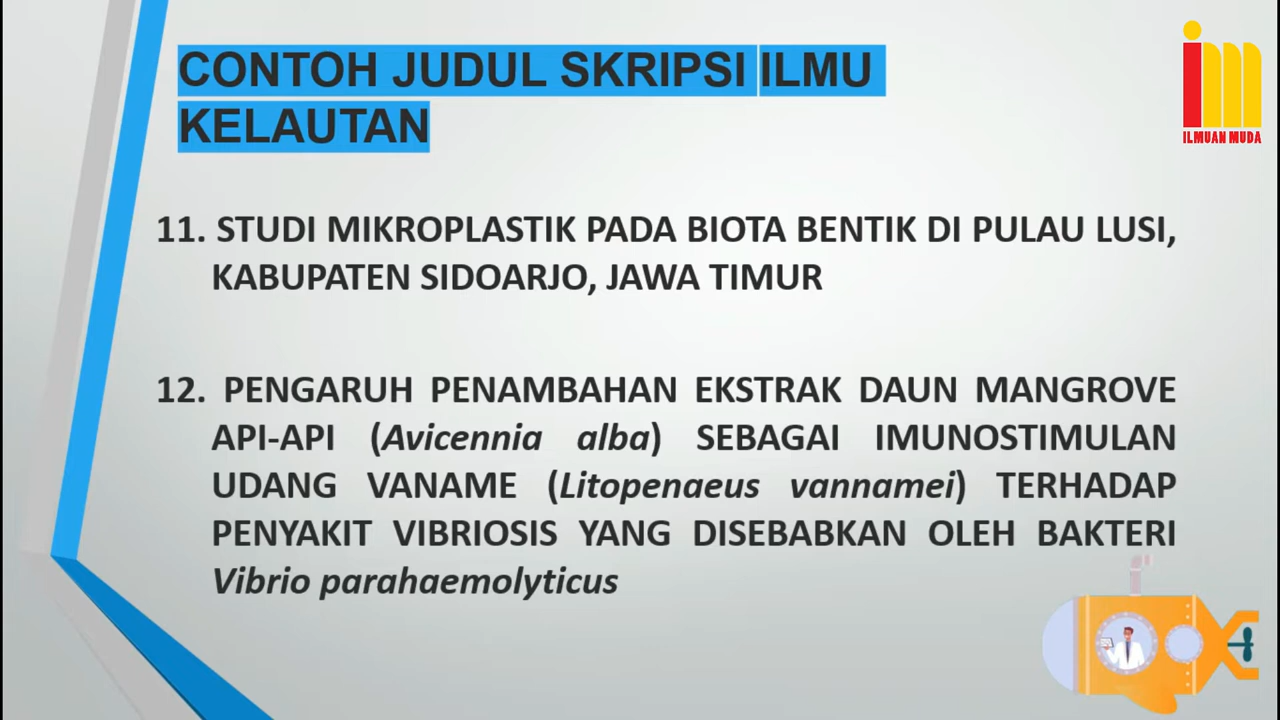 CONTOH JUDUL SKRIPSI ILMU
KELAUTAN
ILMUAN MUDA
11. STUDI MIKROPLASTIK PADA BIOTA BENTIK DI PULAU LUSI,
KABUPATEN SIDOARJO, JAWA TIMUR
12. PENGARUH PENAMBAHAN EKSTRAK DAUN MANGROVE
API-API (Avicennia alba) SEBAGAI IMUNOSTIMULAN
UDANG VANAME (Litopenaeus vannamei) TERHADAP
PENYAKIT VIBRIOSIS YANG DISEBABKAN OLEH BAKTERI
Vibrio parahaemolyticus